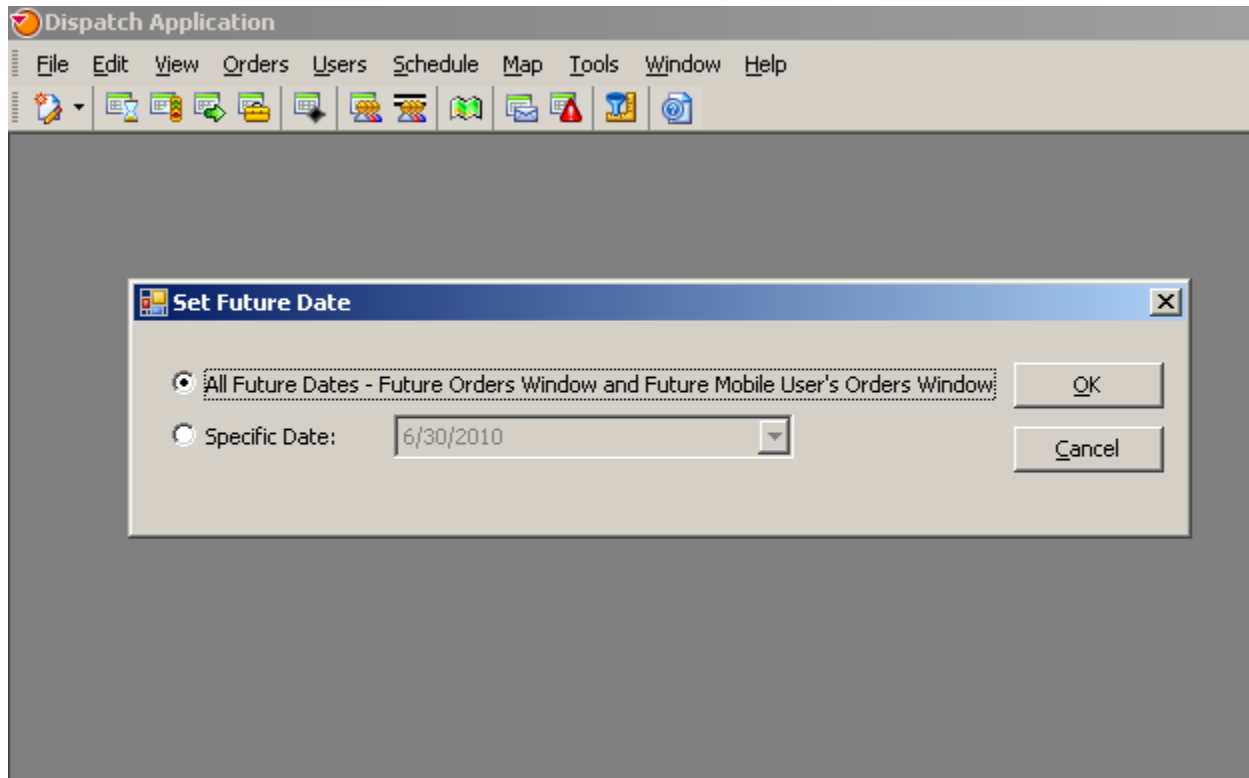 Dispatch Application
File Edit View Orders Users Schedule Map Tools Window Help
Set Future Date
All Future Dates - Future Orders Window and Future Mobile User's Orders Window
OK
Specific Date: 6/30/2010
Cancel